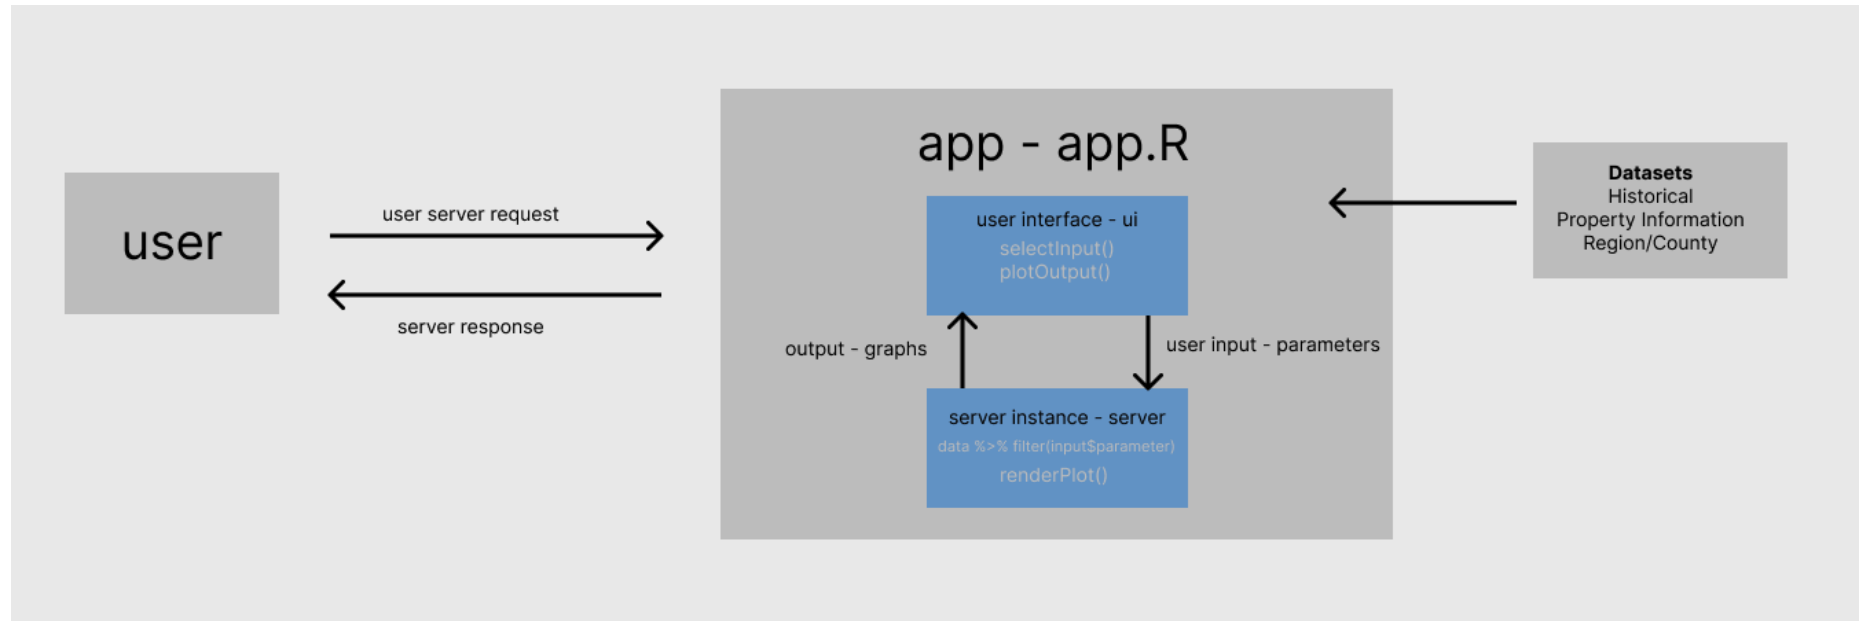 user
user server request
server response
app - app.R
user interface - ui
selectInput()
plotOutput()
output - graphs
user input - parameters
server instance - server
data %>% filter(input$parameter)
renderPlot()
Datasets
Historical
Property Information
Region/County